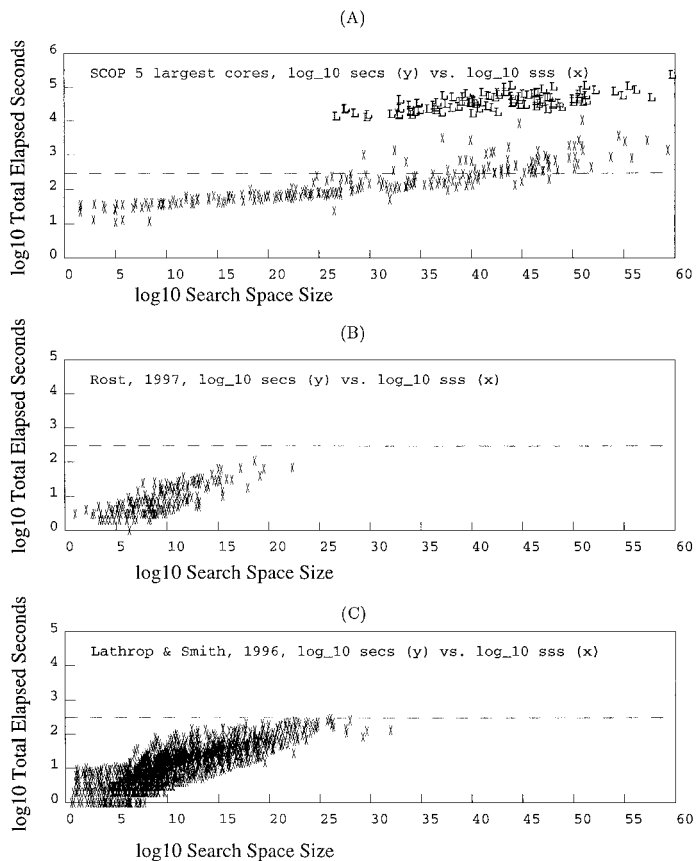 (A)
log10 Total Elapsed Seconds
6
5
4
3
2
1
0
SCOP 5 largest cores, log_10 secs (y) vs. log_10 sss (x)
0 5 10 15 20 25 30 35 40 45 50 55 60
log10 Search Space Size
(B)
log10 Total Elapsed Seconds
5
4
3
2
1
0
Rost, 1997, log_10 secs (y) vs. log_10 sss (x)
0 5 10 15 20 25 30 35 40 45 50 55 60
log10 Search Space Size
(C)
log10 Total Elapsed Seconds
5
4
3
2
1
0
Lathrop & Smith, 1996, log_10 secs (y) vs. log_10 sss (x)
0 5 10 15 20 25 30 35 40 45 50 55 60
log10 Search Space Size